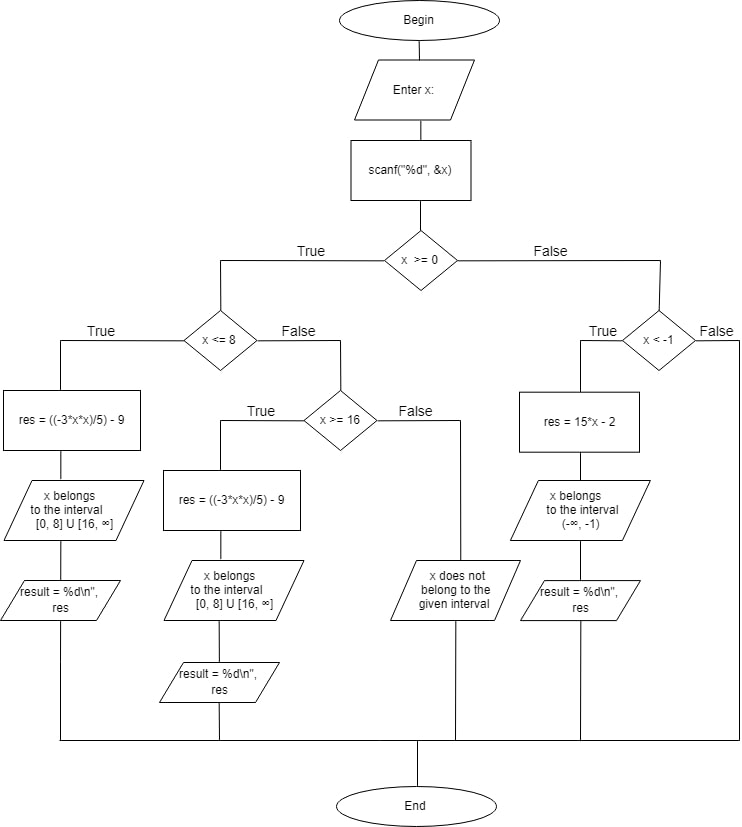 Begin
Enter x:
scanf("%d", &x)
x >= 0
True
False
x <= 8
True
False
x < -1
True
False
res = ((-3*x*x)/5) - 9
x >= 16
True
False
res = 15*x - 2
x belongs
to the interval
[0, 8] U [16, ∞]
res = ((-3*x*x)/5) - 9
x belongs
to the interval
(-∞, -1)
result = %d\n",
res
x belongs
to the interval
[0, 8] U [16, ∞]
x does not
belong to the
given interval
result = %d\n",
res
result = %d\n",
res
End